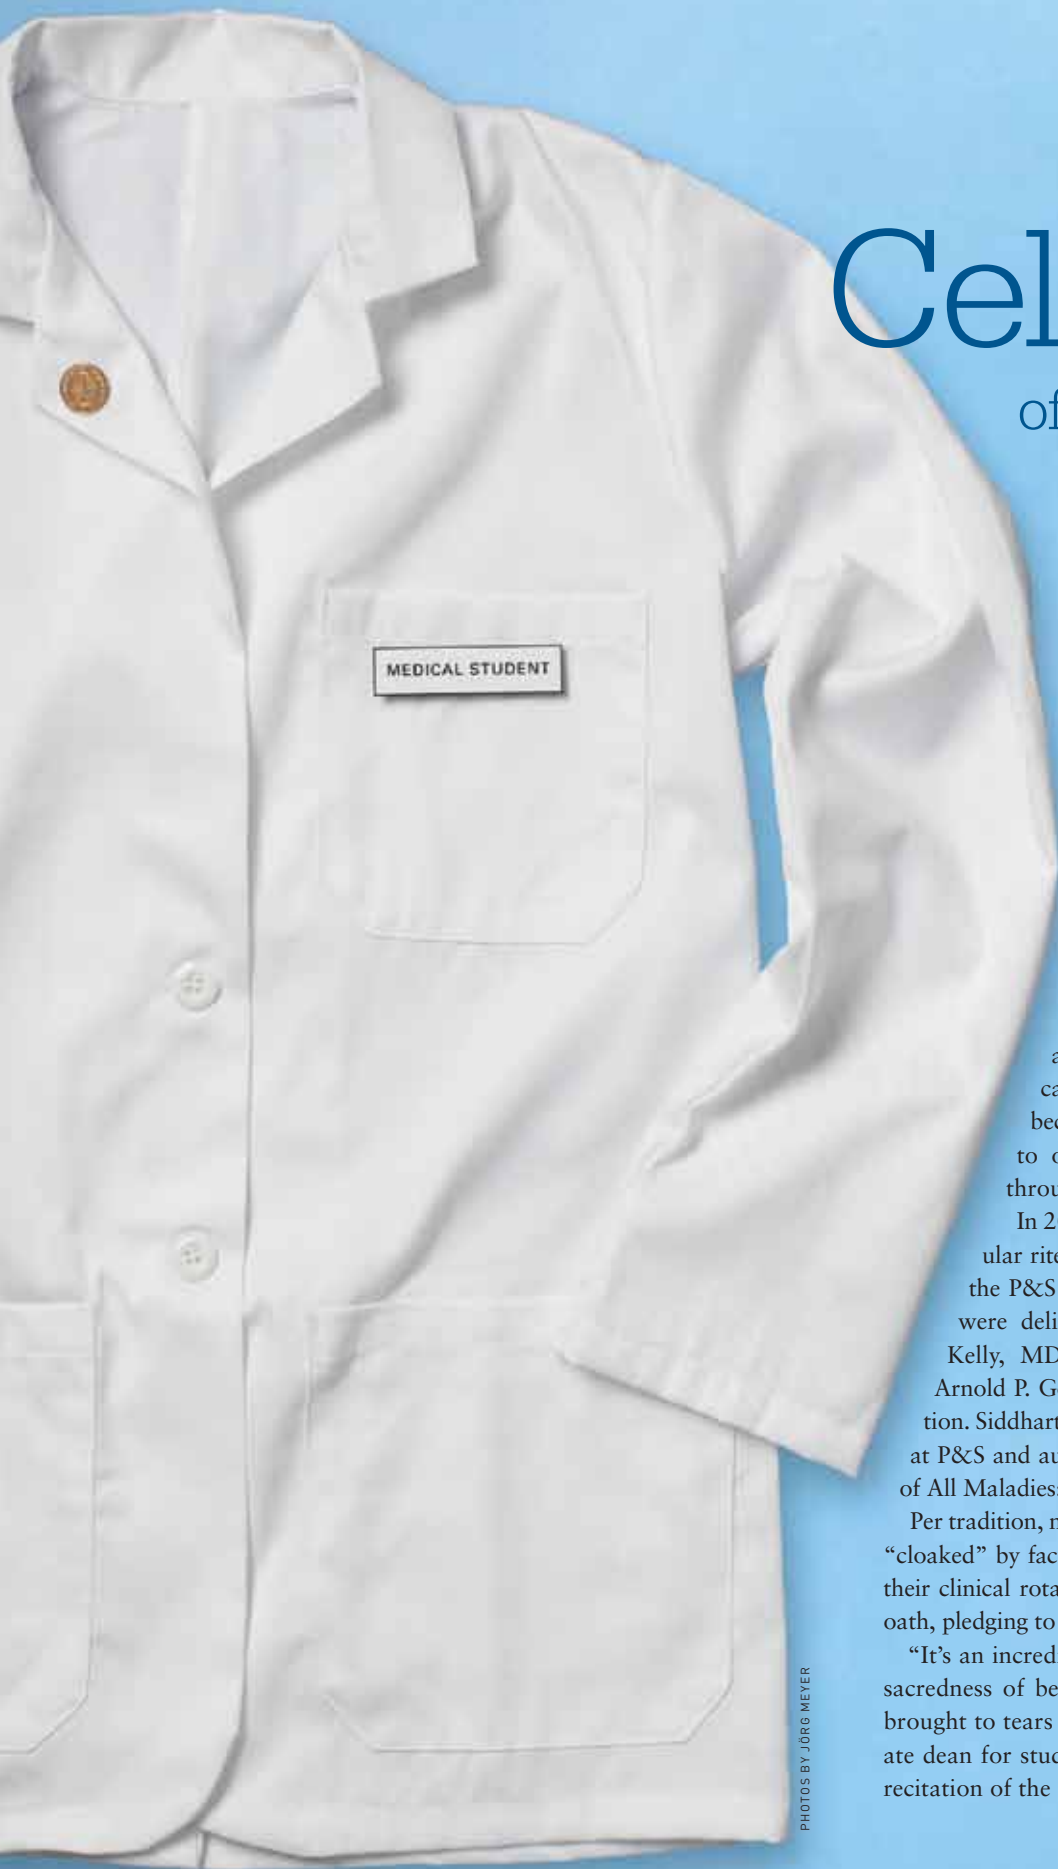 Cel
of
MEDICAL STUDENT
a
ca
bec
to o
throu
In 2
ular rite
the P&S
were deli
Kelly, MD
Arnold P. G
tion. Siddhart
at P&S and au
of All Maladies:
Per tradition, m
“cloaked” by fac
their clinical rota
oath, pledging to
“It’s an incred
sacredness of be
brought to tears
ate dean for stud
recitation of the
PHOTOS BY JÖRG MEYER